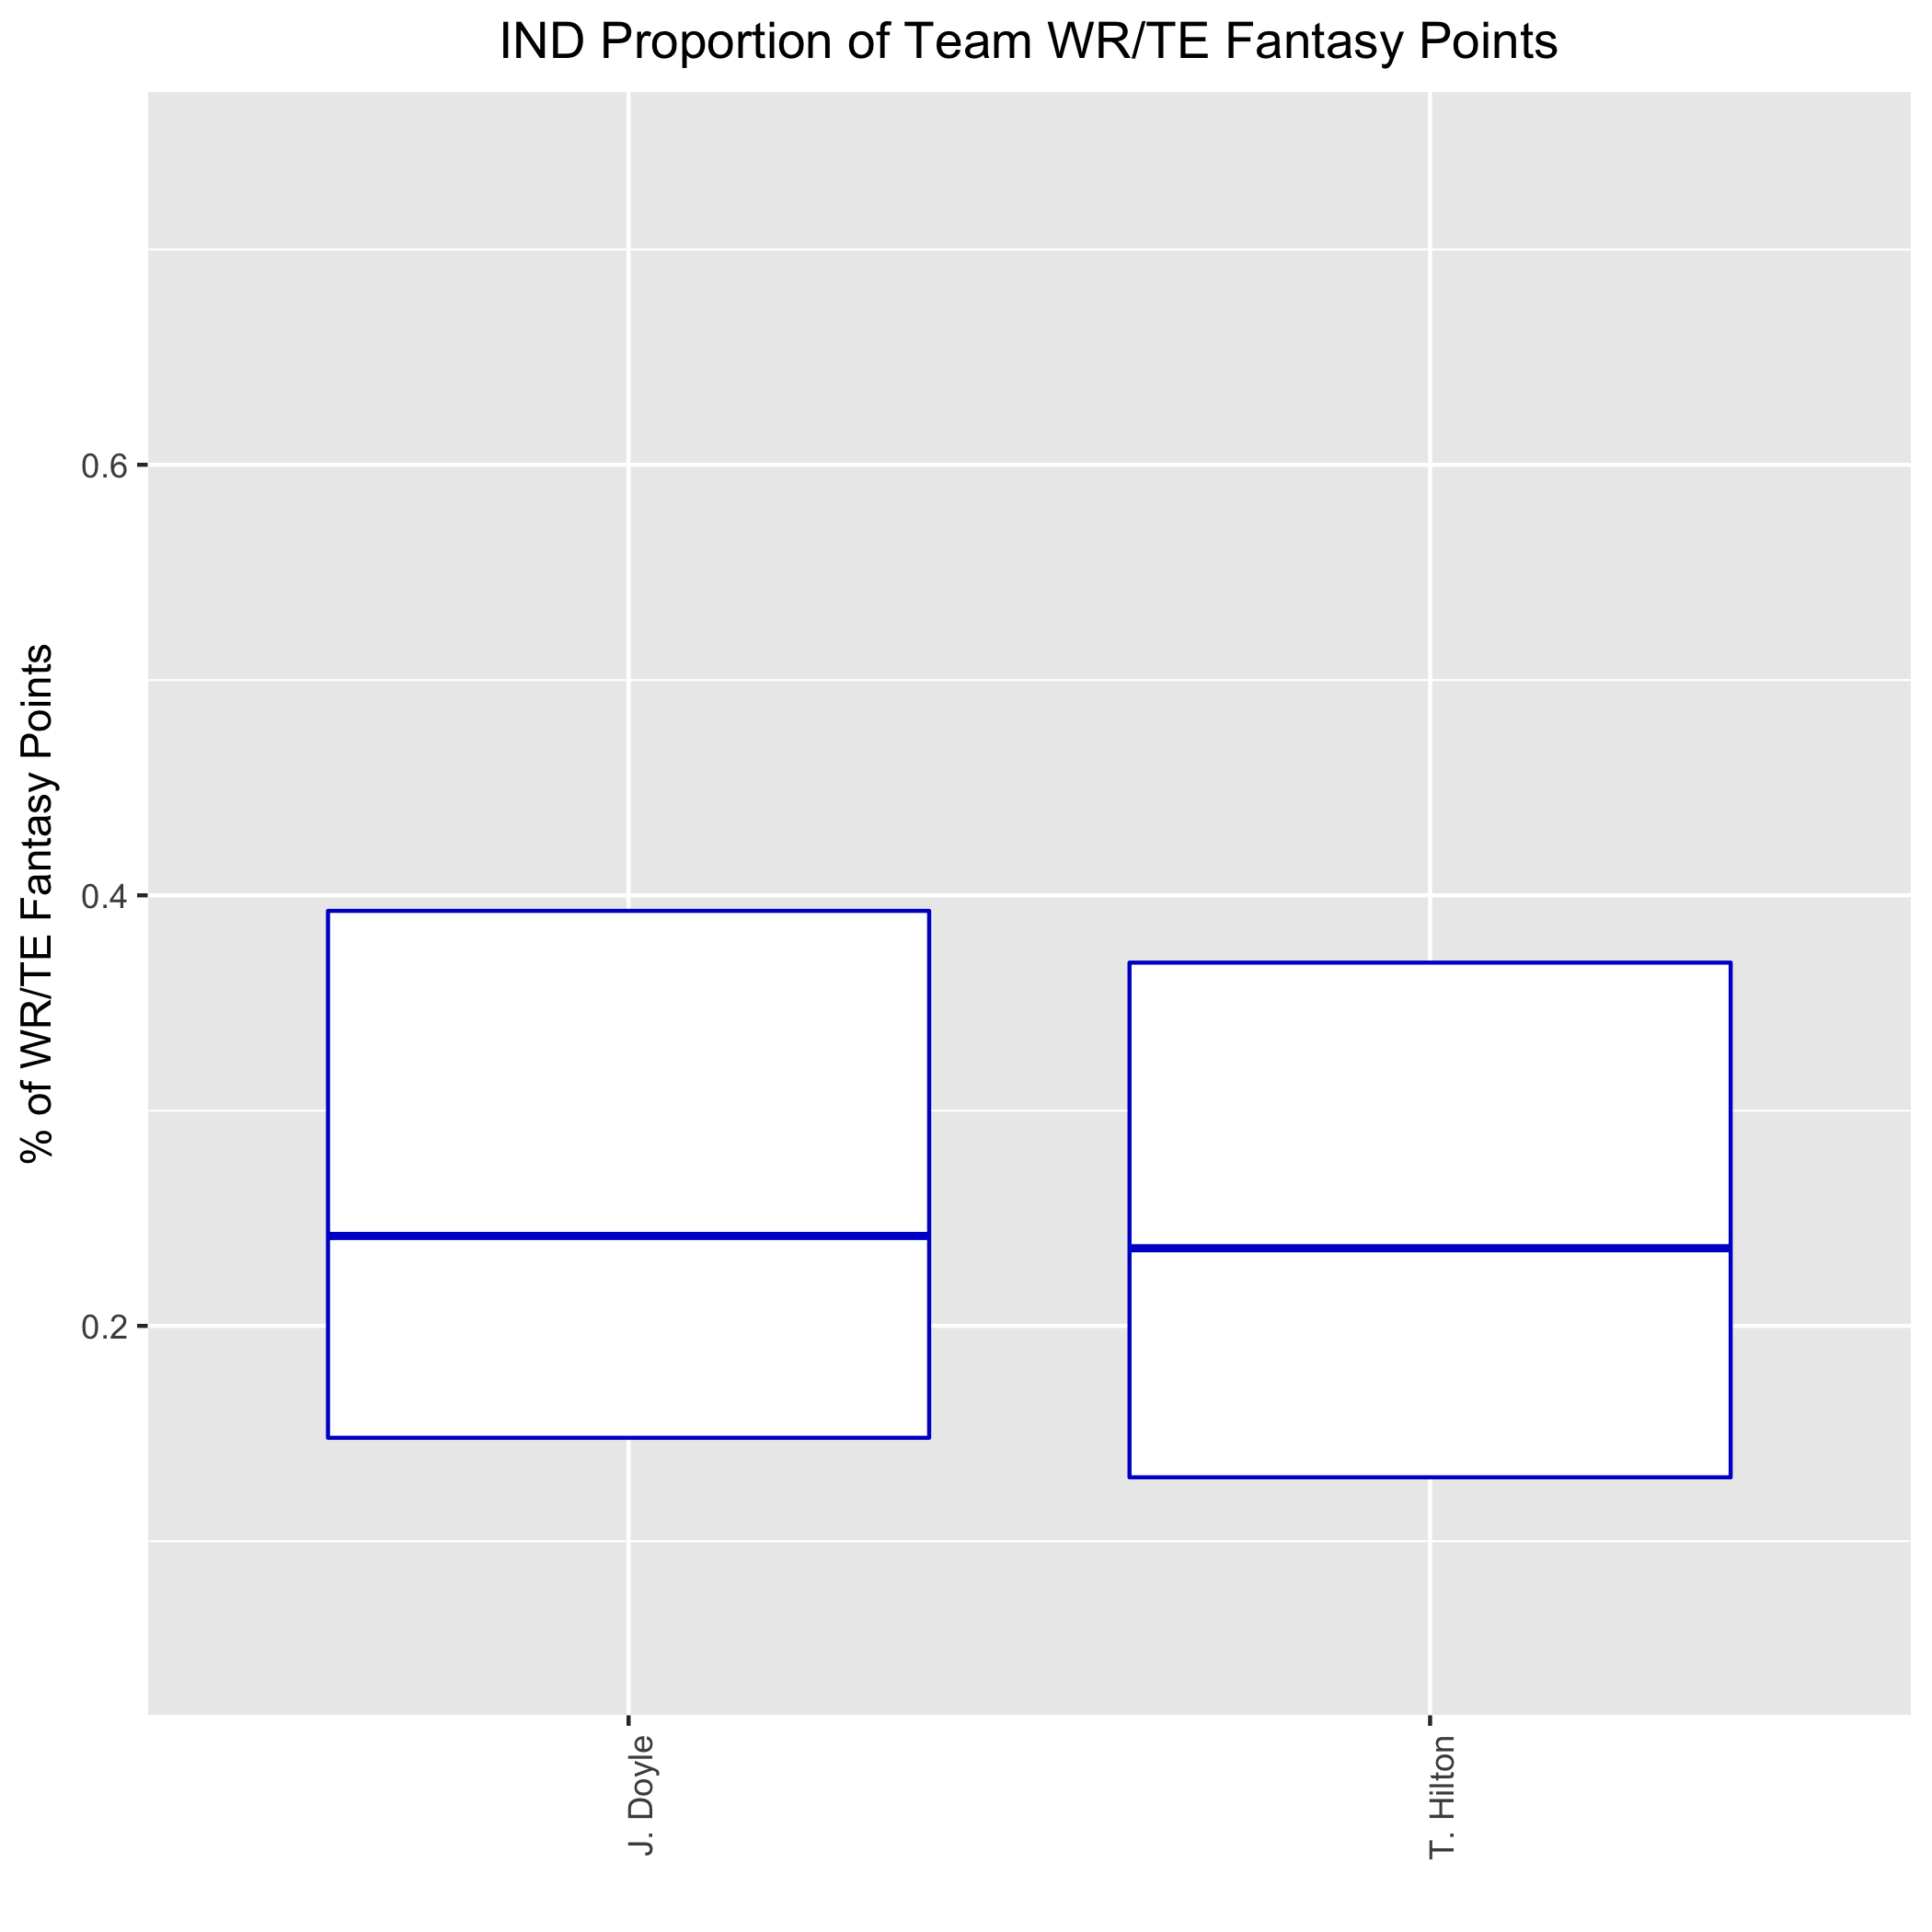 IND Proportion of Team WR/TE Fantasy Points
% of WR/TE Fantasy Points
0.6
0.4
0.2
J. Doyle
T. Hilton